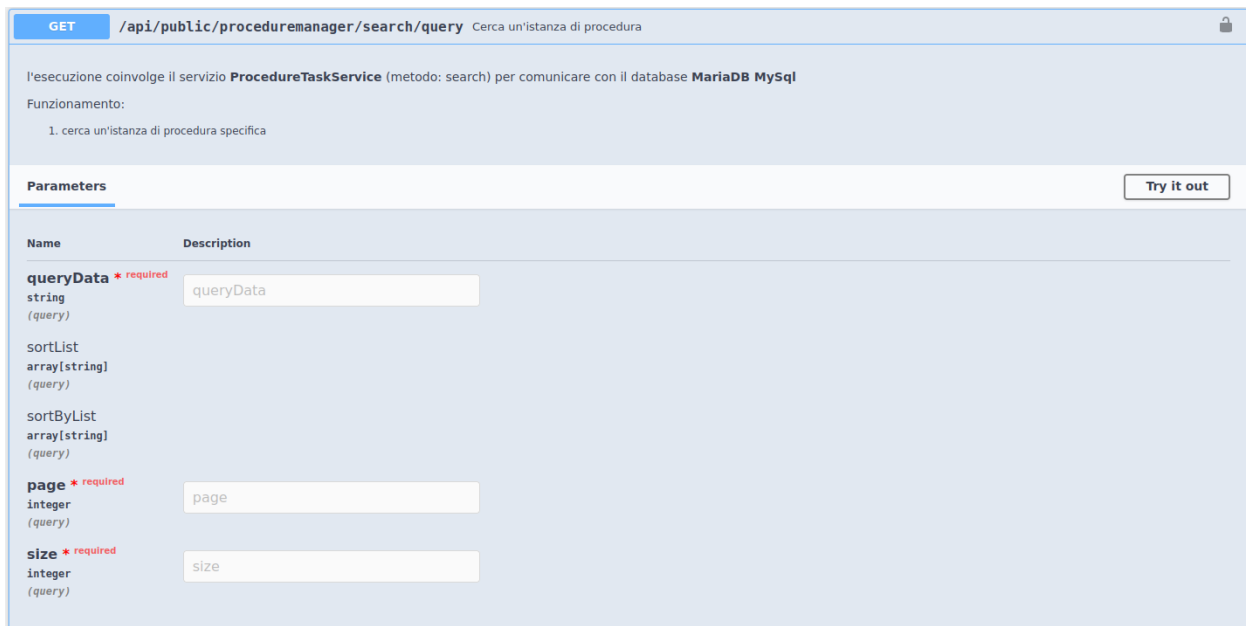 GET /api/public/proceduremanager/search/query Cerca un'istanza di procedura
l'esecuzione coinvolge il servizio ProcedureTaskService (metodo: search) per comunicare con il database MariaDB MySql
Funzionamento:
1. cerca un'istanza di procedura specifica
Parameters Try it out
Name Description
queryData * required queryData
string
(query)
sortList
array[string]
(query)
sortByList
array[string]
(query)
page * required page
integer
(query)
size * required size
integer
(query)